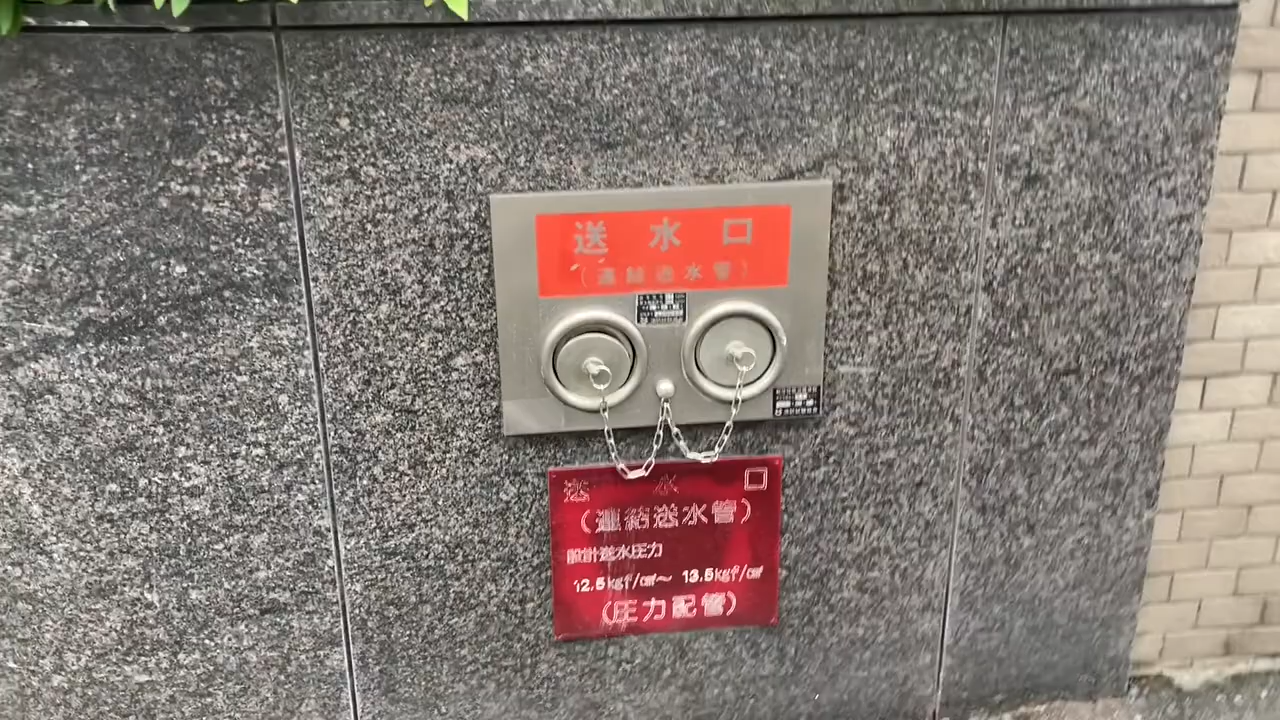 送水口
(連結送水管)
送水口
(連結送水管)
設計送水圧力
12.5kgf/c㎡～ 13.5kgf/c㎡
(圧力配管)